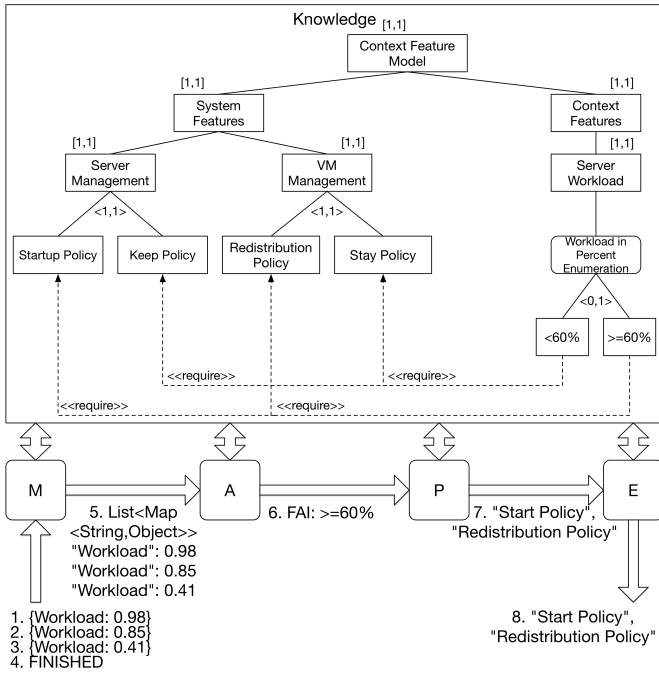 Knowledge
[1,1]
Context Feature
Model
[1,1]
[1,1]
System
Features
Context
Features
[1,1]
[1,1]
[1,1]
Server
Management
VM
Management
Server
Workload
<1,1>
<1,1>
Startup Policy
Keep Policy
Redistribution
Policy
Stay Policy
Workload in
Percent
Enumeration
<0,1>
<60%
>=60%
<<require>>
<<require>>
<<require>>
<<require>>
M
A
P
E
5. List<Map
<String,Object>>
"Workload": 0.98
"Workload": 0.85
"Workload": 0.41
6. FAI: >=60%
7. "Start Policy",
"Redistribution Policy"
1. {Workload: 0.98}
2. {Workload: 0.85}
3. {Workload: 0.41}
4. FINISHED
8. "Start Policy",
"Redistribution Policy"